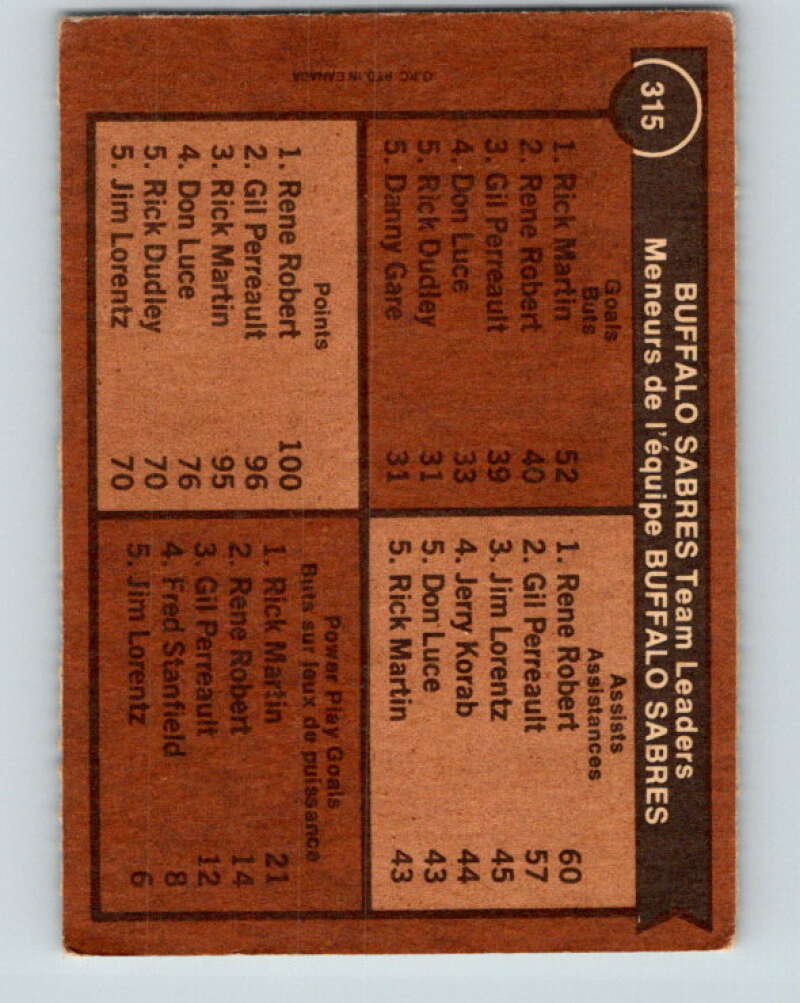 315
BUFFALO SABRES Team Leaders
Meneurs de l'équipe BUFFALO SABRES
Goals
Buts
1. Rick Martin 52
2. Rene Robert 40
3. Gil Perreault 39
4. Don Luce 33
5. Rick Dudley 31
5. Danny Gare 31
Assists
Assistances
1. Rene Robert 60
2. Gil Perreault 57
3. Jim Lorentz 45
4. Jerry Korab 44
5. Don Luce 43
5. Rick Martin 43
Points
1. Rene Robert 100
2. Gil Perreault 96
3. Rick Martin 95
4. Don Luce 76
5. Rick Dudley 70
5. Jim Lorentz 70
Power Play Goals
Buts sur jeux de puissance
1. Rick Martin 21
2. Rene Robert 14
3. Gil Perreault 12
4. Fred Stanfield 8
5. Jim Lorentz 6
O.P.C. PTD. IN CANADA